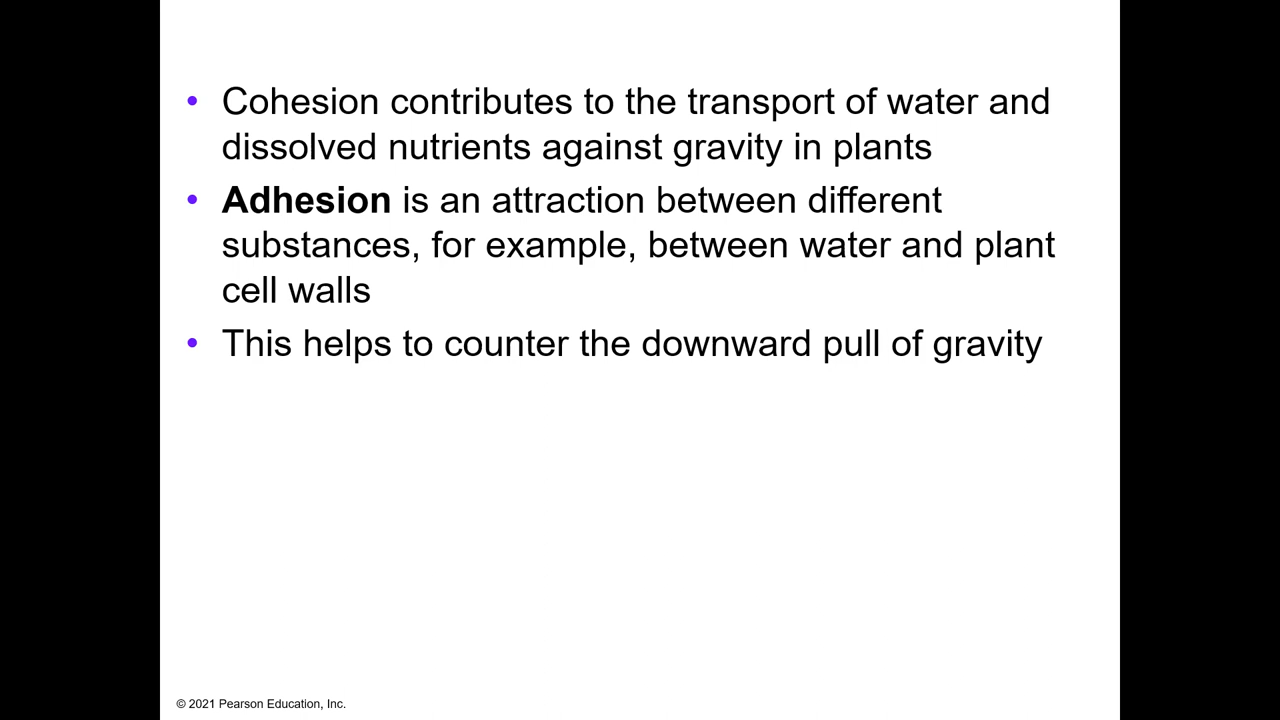 • Cohesion contributes to the transport of water and
dissolved nutrients against gravity in plants
• Adhesion is an attraction between different
substances, for example, between water and plant
cell walls
• This helps to counter the downward pull of gravity
© 2021 Pearson Education, Inc.